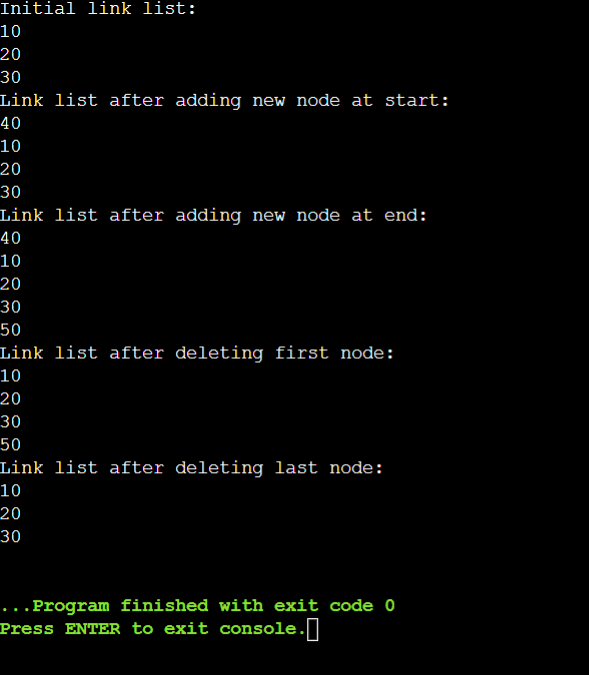 Initial link list:
10
20
30
Link list after adding new node at start:
40
10
20
30
Link list after adding new node at end:
40
10
20
30
50
Link list after deleting first node:
10
20
30
50
Link list after deleting last node:
10
20
30
...Program finished with exit code 0
Press ENTER to exit console.